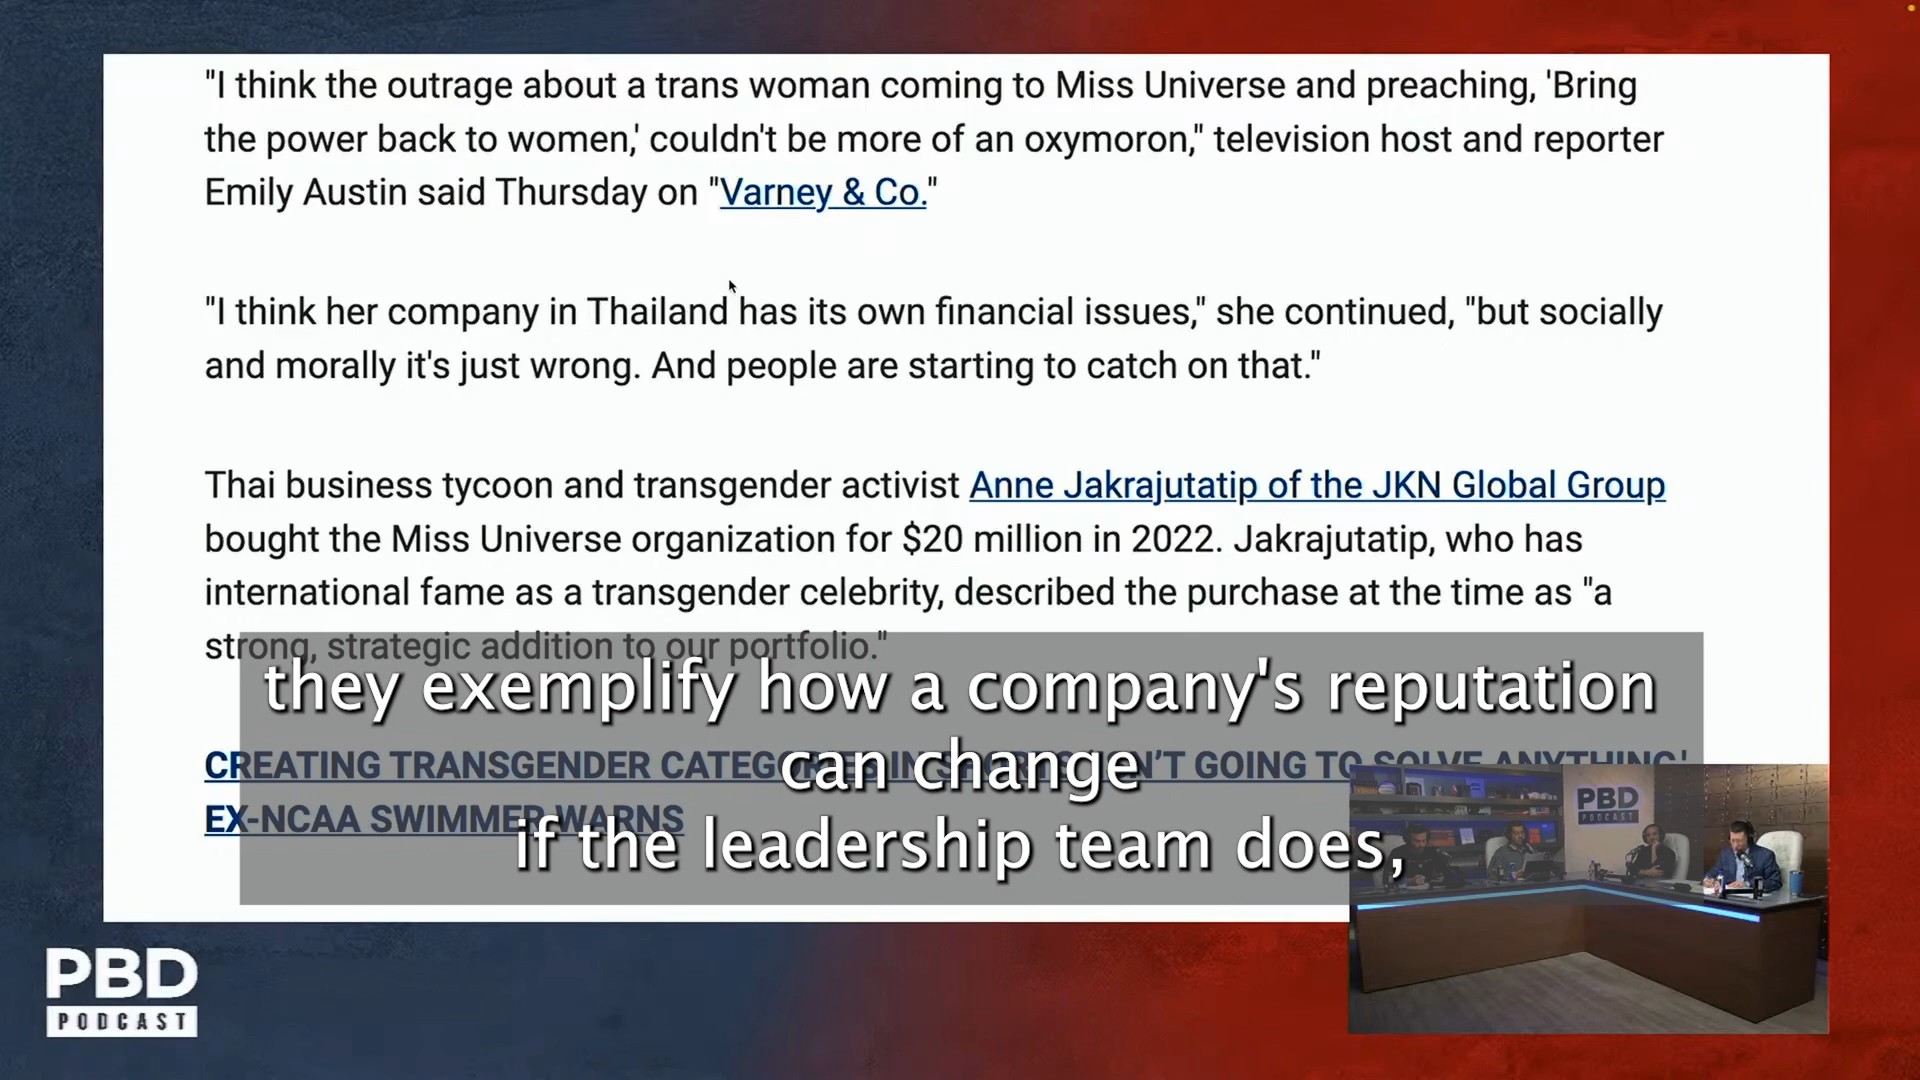 "I think the outrage about a trans woman coming to Miss Universe and preaching, 'Bring
the power back to women,' couldn't be more of an oxymoron," television host and reporter
Emily Austin said Thursday on "Varney & Co."
"I think her company in Thailand has its own financial issues," she continued, "but socially
and morally it's just wrong. And people are starting to catch on that."
Thai business tycoon and transgender activist Anne Jakrajutatip of the JKN Global Group
bought the Miss Universe organization for $20 million in 2022. Jakrajutatip, who has
international fame as a transgender celebrity, described the purchase at the time as "a
strong, strategic addition to our portfolio."
they exemplify how a company's reputation
can change
if the leadership team does,
CREATING TRANSGENDER IN GOING TO SOLVE ANYTHING,'
EX-NCAA SWIMMER WARNS
PBD
PODCAST
PBD
PODCAST